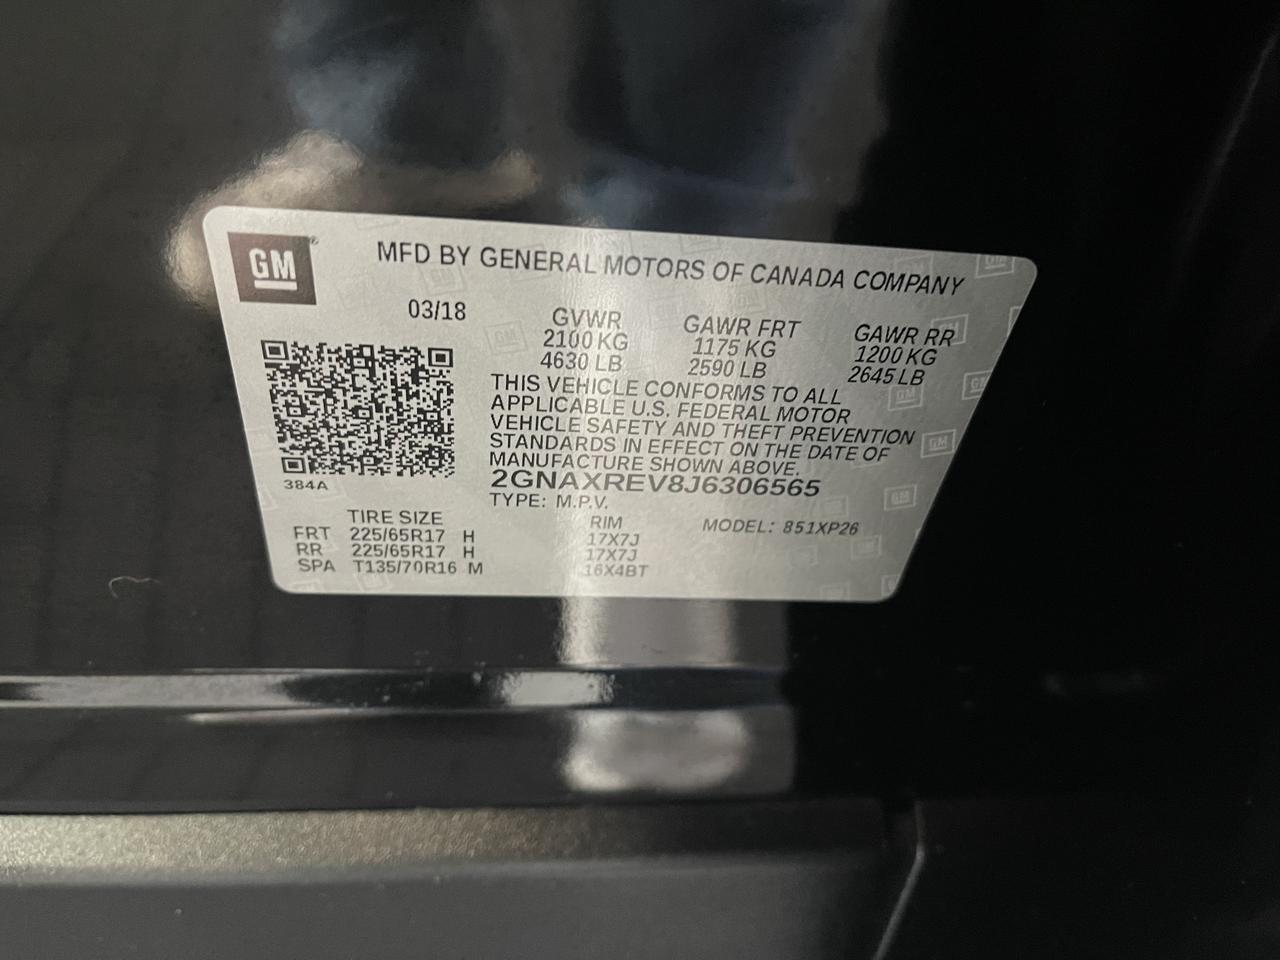 GM®
MFD BY GENERAL MOTORS OF CANADA COMPANY
03/18
GVWR GAWR FRT GAWR RR
2100 KG 1175 KG 1200 KG
4630 LB 2590 LB 2645 LB
THIS VEHICLE CONFORMS TO ALL
APPLICABLE U.S. FEDERAL MOTOR
VEHICLE SAFETY AND THEFT PREVENTION
STANDARDS IN EFFECT ON THE DATE OF
MANUFACTURE SHOWN ABOVE.
384A
2GNAXREV8J6306565
TYPE: M.P.V.
TIRE SIZE RIM MODEL: 851XP26
FRT 225/65R17 H 17X7J
RR 225/65R17 H 17X7J
SPA T135/70R16 M 16X4BT